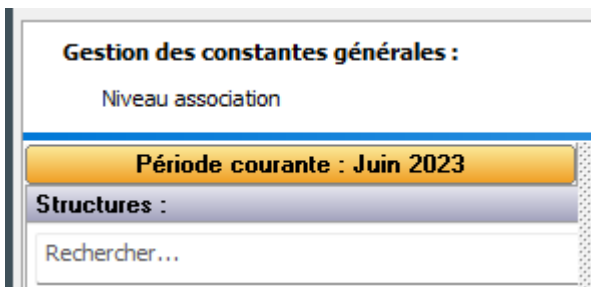 Gestion des constantes générales :
Niveau association
Période courante : Juin 2023
Structures :
Rechercher...